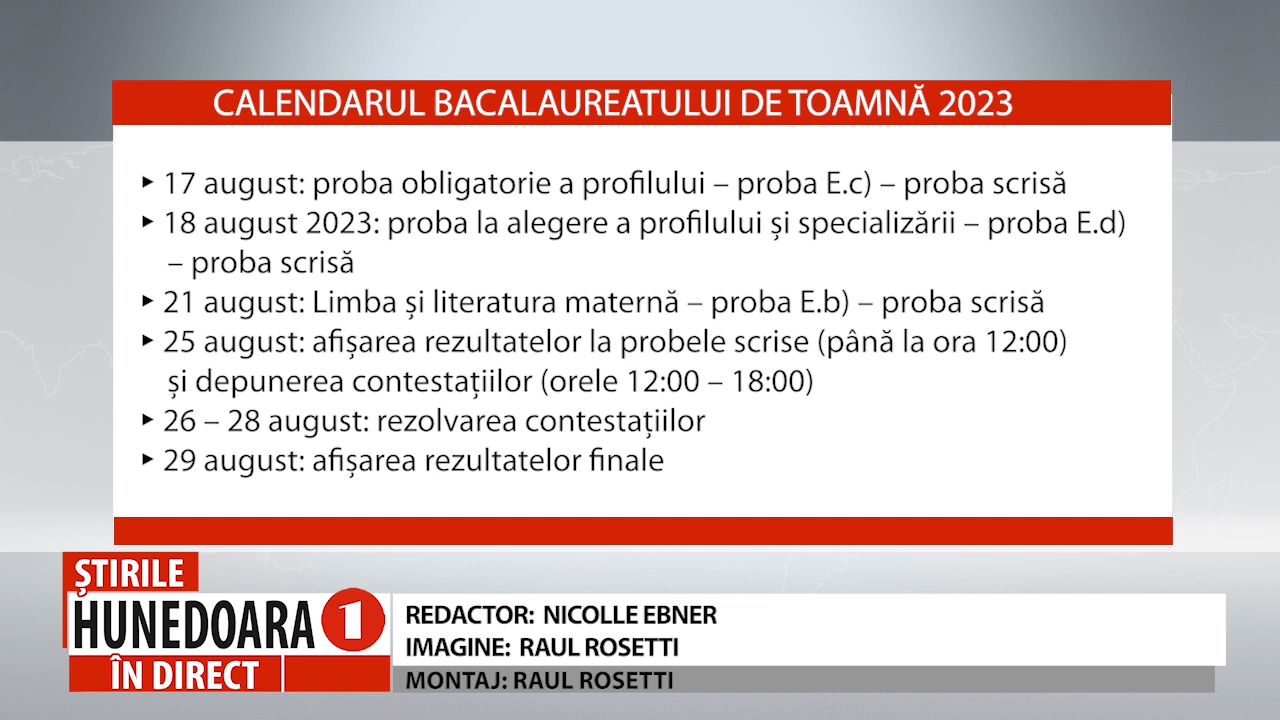 CALENDARUL BACALAUREATULUI DE TOAMNĂ 2023
▸ 17 august: proba obligatorie a profilului – proba E.c) – proba scrisă
▸ 18 august 2023: proba la alegere a profilului și specializării – proba E.d)
– proba scrisă
▸ 21 august: Limba și literatura maternă – proba E.b) – proba scrisă
▸ 25 august: afișarea rezultatelor la probele scrise (până la ora 12:00)
și depunerea contestațiilor (orele 12:00 – 18:00)
▸ 26 – 28 august: rezolvarea contestațiilor
▸ 29 august: afișarea rezultatelor finale
ȘTIRILE
HUNEDOARA 1
ÎN DIRECT
REDACTOR: NICOLLE EBNER
IMAGINE: RAUL ROSETTI
MONTAJ: RAUL ROSETTI